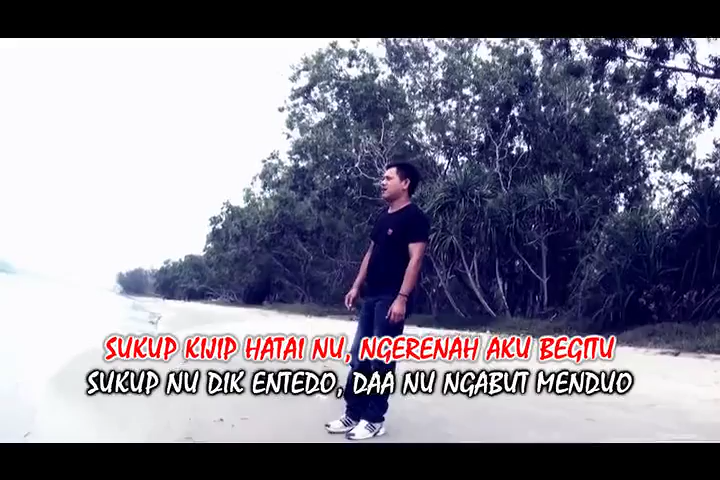 SUKUP KIJIP HATAI NU, NGERENAH AKU BEGITU
SUKUP NU DIK ENTEDO, DAA NU NGABUT MENDUO